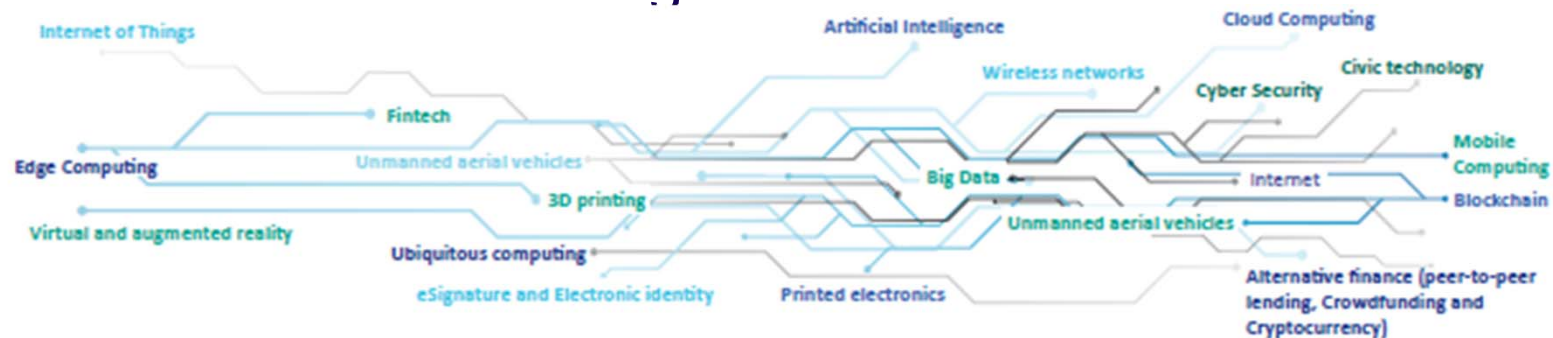 Internet of Things
Artificial Intelligence
Cloud Computing
Wireless networks
Civic technology
Cyber Security
Fintech
Mobile
Computing
Edge Computing
Unmanned aerial vehicles
Big Data
Internet
3D printing
Blockchain
Virtual and augmented reality
Unmanned aerial vehicles
Ubiquitous computing
eSignature and Electronic identity
Printed electronics
Alternative finance (peer-to-peer
lending, Crowdfunding and
Cryptocurrency)